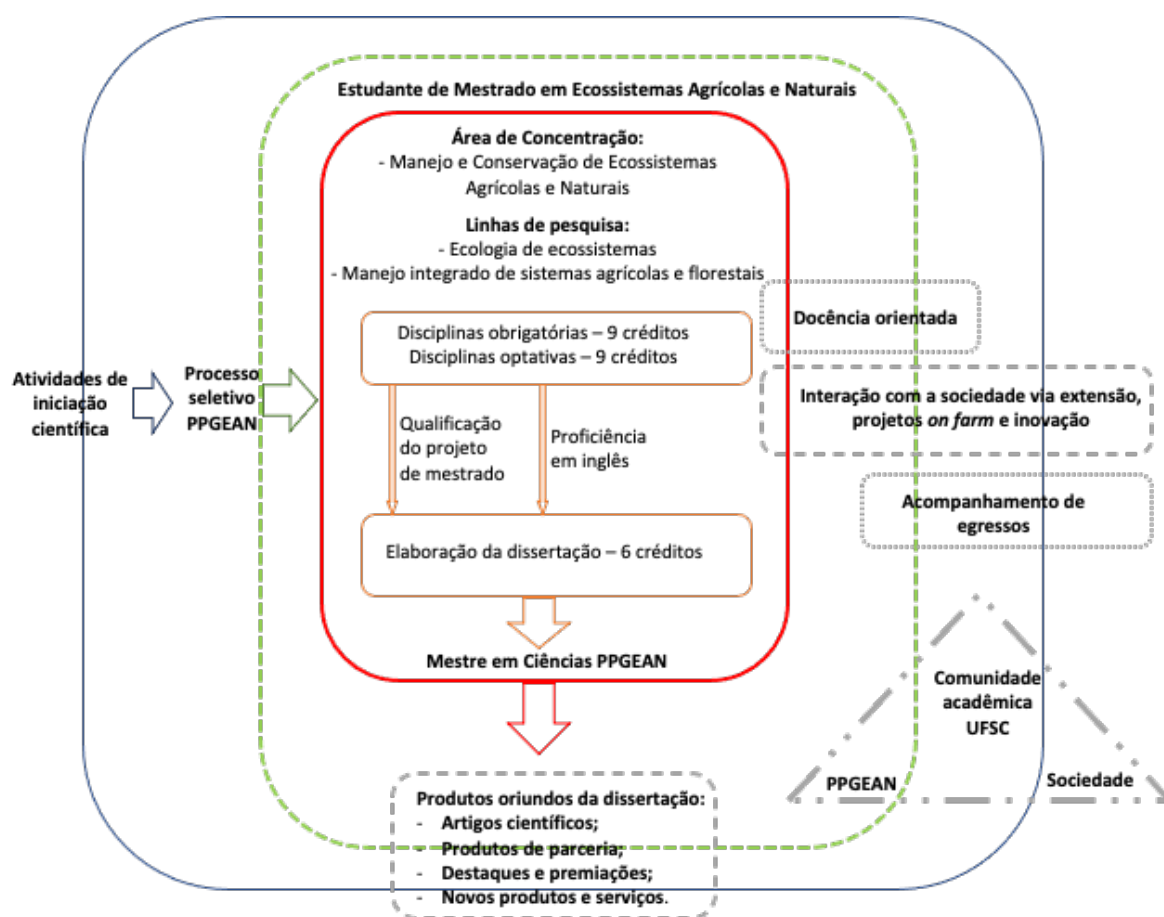 Estudante de Mestrado em Ecossistemas Agrícolas e Naturais
Área de Concentração:
- Manejo e Conservação de Ecossistemas
Agrícolas e Naturais
Linhas de pesquisa:
- Ecologia de ecossistemas
- Manejo integrado de sistemas agrícolas e florestais
Disciplinas obrigatórias – 9 créditos
Disciplinas optativas – 9 créditos
Atividades de
iniciação
científica
Processo
seletivo
PPGEAN
Qualificação
do projeto
de mestrado
Proficiência
em inglês
Elaboração da dissertação – 6 créditos
Mestre em Ciências PPGEAN
Docência orientada
Interação com a sociedade via extensão,
projetos on farm e inovação
Acompanhamento de
egressos
Comunidade
acadêmica
UFSC
PPGEAN
Sociedade
Produtos oriundos da dissertação:
- Artigos científicos;
- Produtos de parceria;
- Destaques e premiações;
- Novos produtos e serviços.